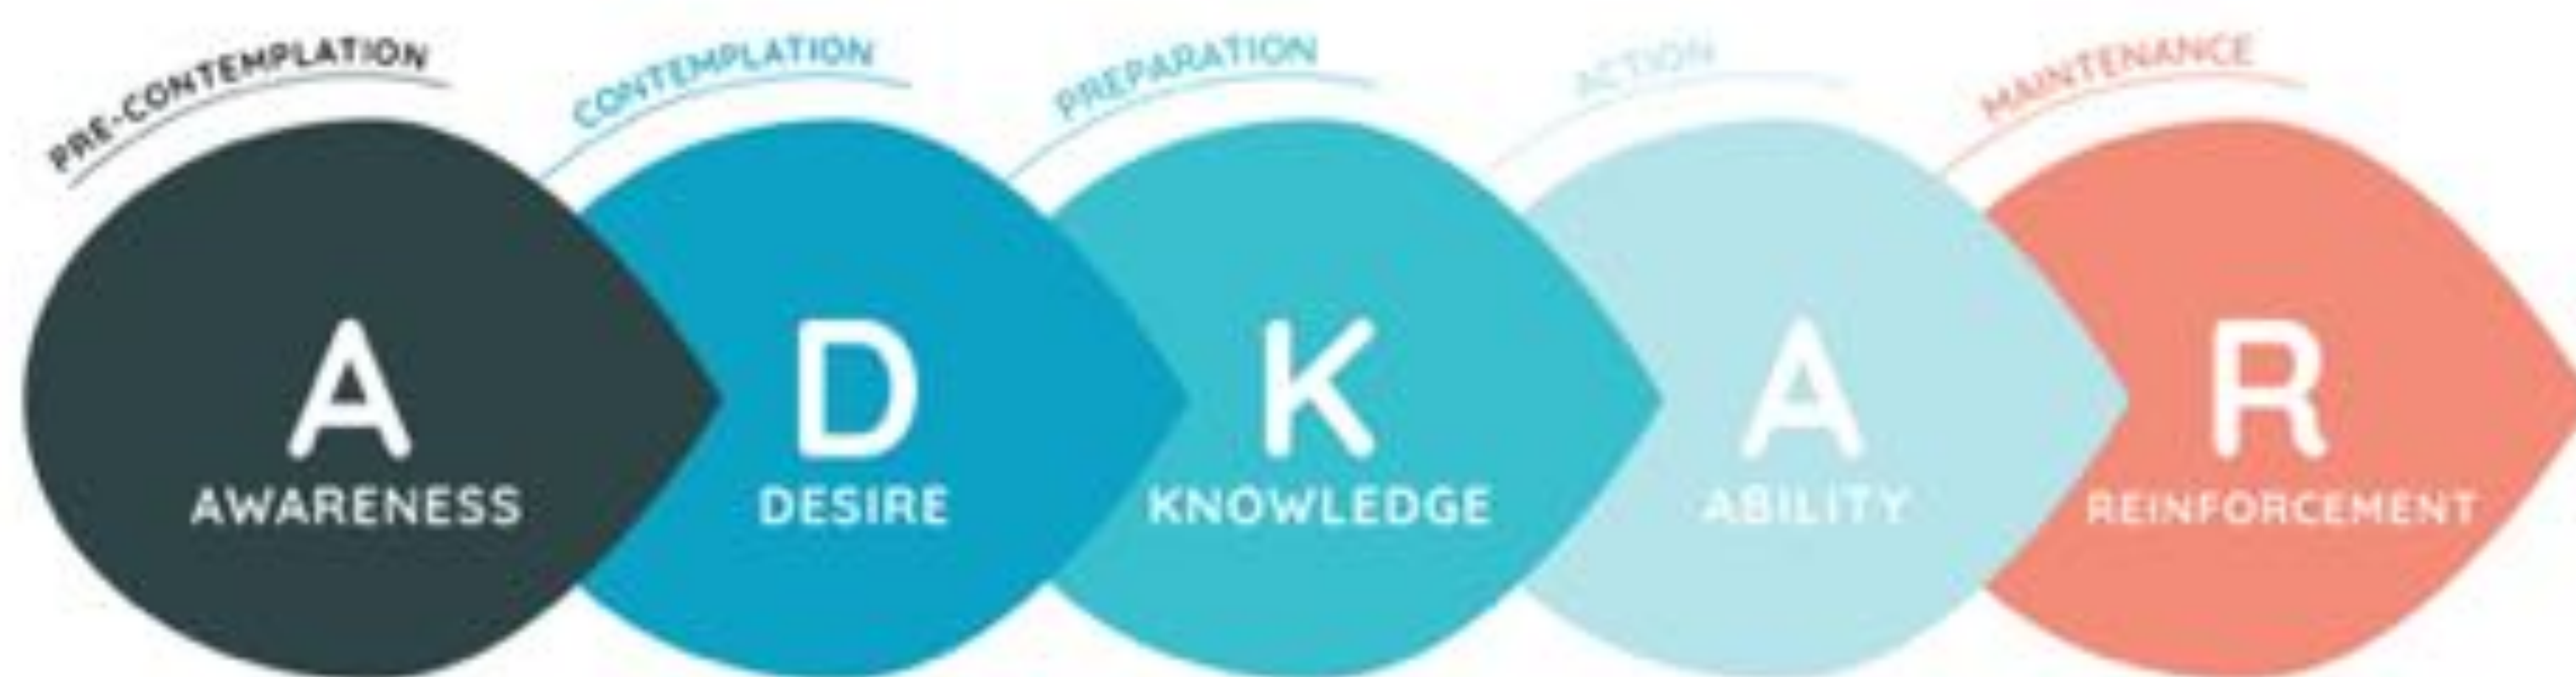 PRE-CONTEMPLATION
CONTEMPLATION
PREPARATION
ACTION
MAINTENANCE
A
AWARENESS
D
DESIRE
K
KNOWLEDGE
A
ABILITY
R
REINFORCEMENT